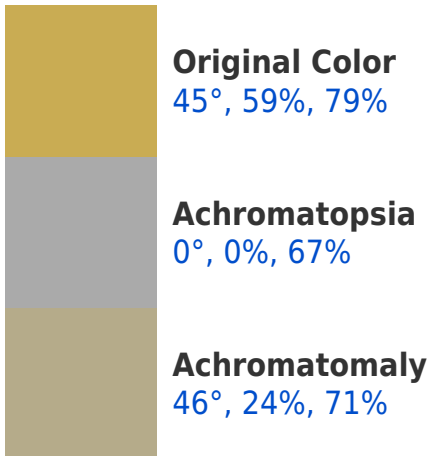 Original Color
45°, 59%, 79%
Achromatopsia
0°, 0%, 67%
Achromatomaly
46°, 24%, 71%